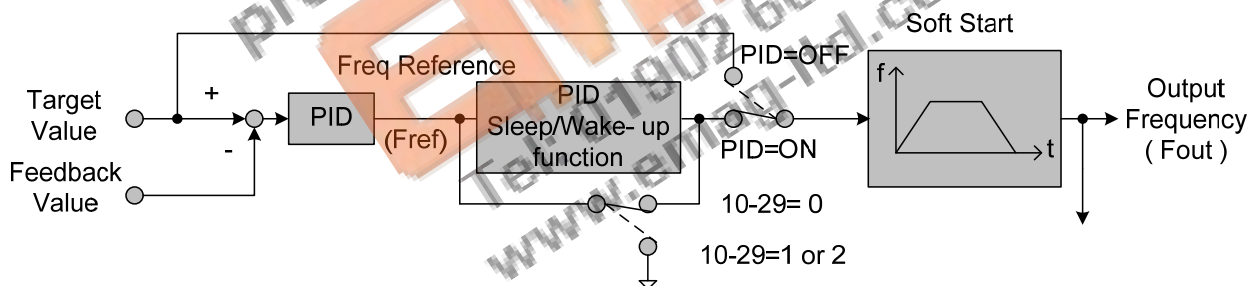 Soft Start
PID=OFF
Freq Reference
f
Target
Value
+
PID
(Fref)
PID
Sleep/Wake- up
function
PID=ON
t
Output
Frequency
( Fout )
-
Feedback
Value
10-29= 0
10-29=1 or 2